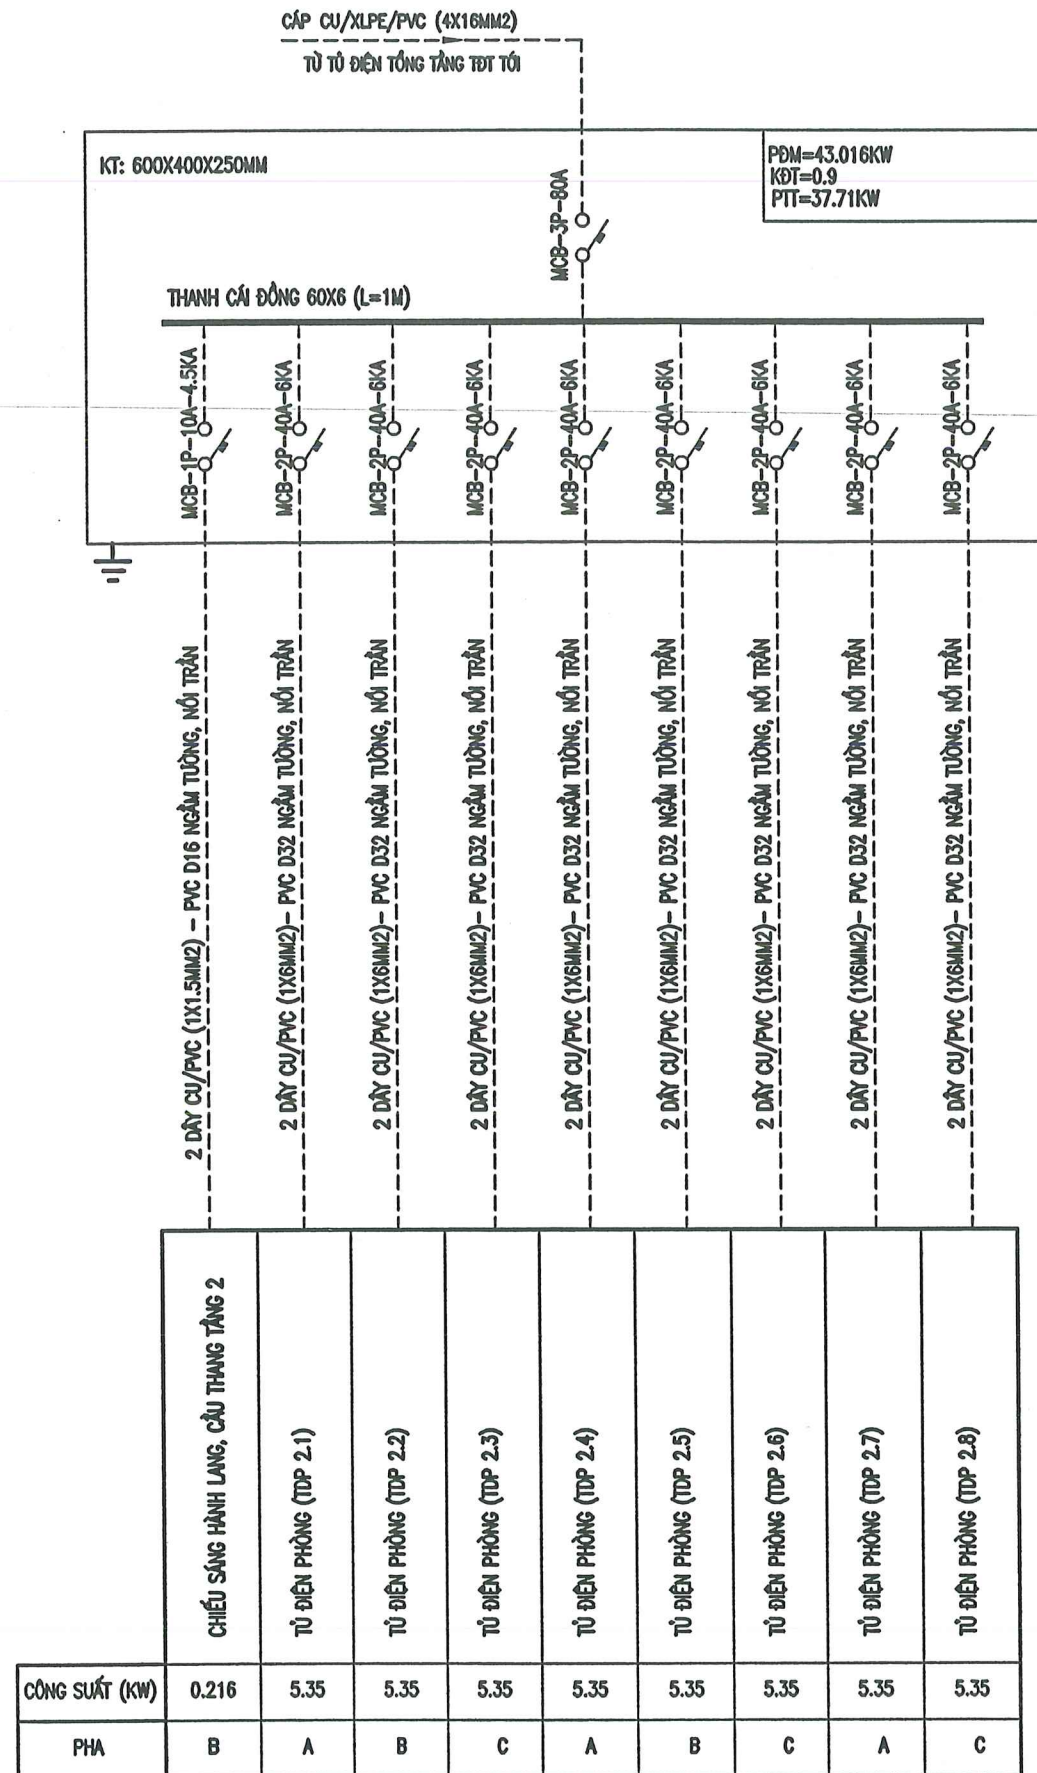 CÁP CU/XLPE/PVC (4X16MM2)
TỪ TỦ ĐIỆN TỔNG TẦNG TĐT TỚI
KT: 600X400X250MM
PĐM=43.016KW
KĐT=0.9
PTT=37.71KW
MCB-3P-80A
THANH CÁI ĐỒNG 60X6 (L=1M)
MCB-1P-10A-4.5KA
MCB-2P-40A-6KA
MCB-2P-40A-6KA
MCB-2P-40A-6KA
MCB-2P-40A-6KA
MCB-2P-40A-6KA
MCB-2P-40A-6KA
MCB-2P-40A-6KA
MCB-2P-40A-6KA
2 DÂY CU/PVC (1X1.5MM2) - PVC D16 NGẦM TƯỜNG, NỔI TRẦN
2 DÂY CU/PVC (1X6MM2)- PVC D32 NGẦM TƯỜNG, NỔI TRẦN
2 DÂY CU/PVC (1X6MM2)- PVC D32 NGẦM TƯỜNG, NỔI TRẦN
2 DÂY CU/PVC (1X6MM2)- PVC D32 NGẦM TƯỜNG, NỔI TRẦN
2 DÂY CU/PVC (1X6MM2)- PVC D32 NGẦM TƯỜNG, NỔI TRẦN
2 DÂY CU/PVC (1X6MM2)- PVC D32 NGẦM TƯỜNG, NỔI TRẦN
2 DÂY CU/PVC (1X6MM2)- PVC D32 NGẦM TƯỜNG, NỔI TRẦN
2 DÂY CU/PVC (1X6MM2)- PVC D32 NGẦM TƯỜNG, NỔI TRẦN
2 DÂY CU/PVC (1X6MM2)- PVC D32 NGẦM TƯỜNG, NỔI TRẦN
CHIẾU SÁNG HÀNH LANG, CẦU THANG TẦNG 2
TỦ ĐIỆN PHÒNG (TDP 2.1)
TỦ ĐIỆN PHÒNG (TDP 2.2)
TỦ ĐIỆN PHÒNG (TDP 2.3)
TỦ ĐIỆN PHÒNG (TDP 2.4)
TỦ ĐIỆN PHÒNG (TDP 2.5)
TỦ ĐIỆN PHÒNG (TDP 2.6)
TỦ ĐIỆN PHÒNG (TDP 2.7)
TỦ ĐIỆN PHÒNG (TDP 2.8)
CÔNG SUẤT (KW) 0.216 5.35 5.35 5.35 5.35 5.35 5.35 5.35 5.35
PHA B A B C A B C A C